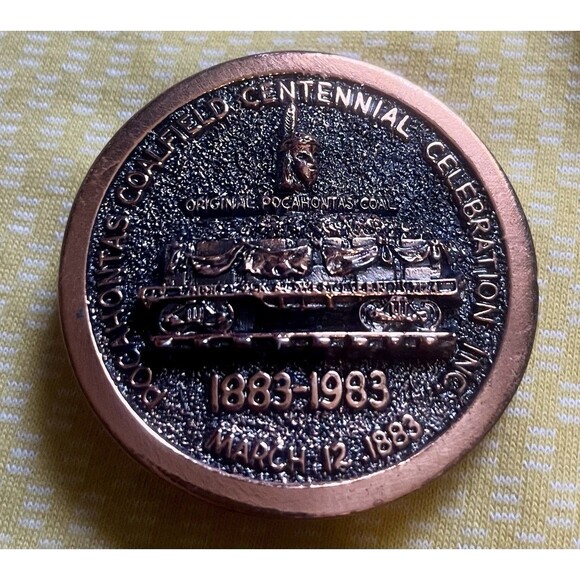 POCAHONTAS COALFIELD CENTENNIAL CELEBRATION INC.
ORIGINAL POCAHONTAS COAL
1883-1983
MARCH 12 1883